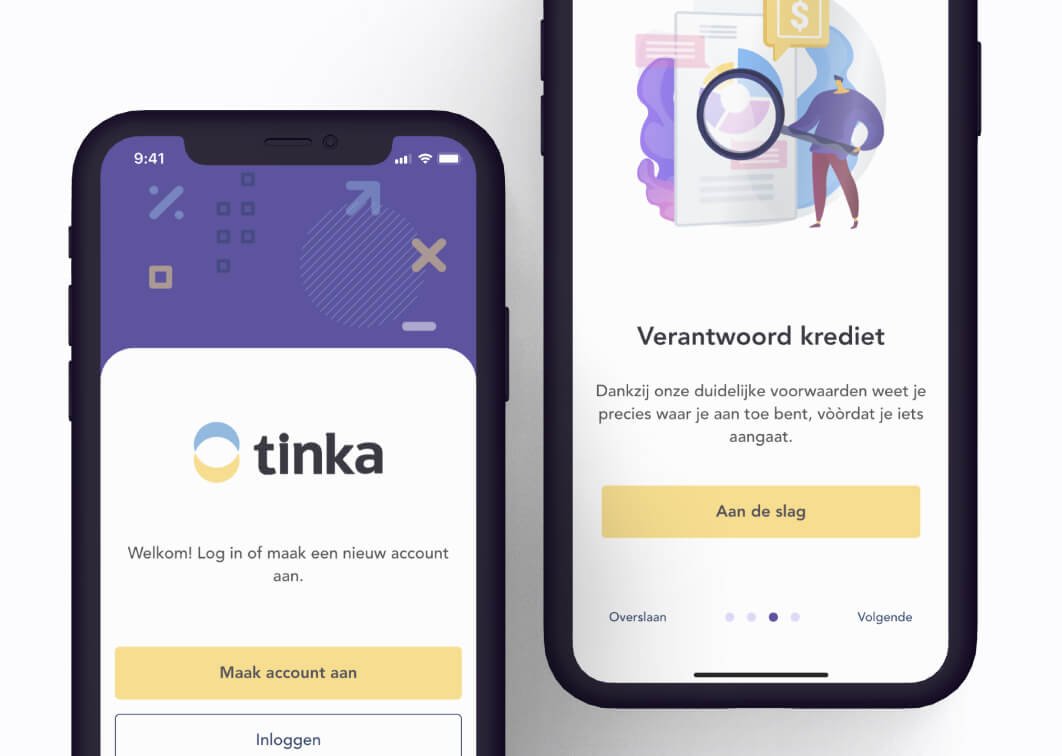 9:41
tinka
Welkom! Log in of maak een nieuw account
aan.
Maak account aan
Inloggen
$
Verantwoord krediet
Dankzij onze duidelijke voorwaarden weet je
precies waar je aan toe bent, vòòrdat je iets
aangaat.
Aan de slag
Overslaan
Volgende